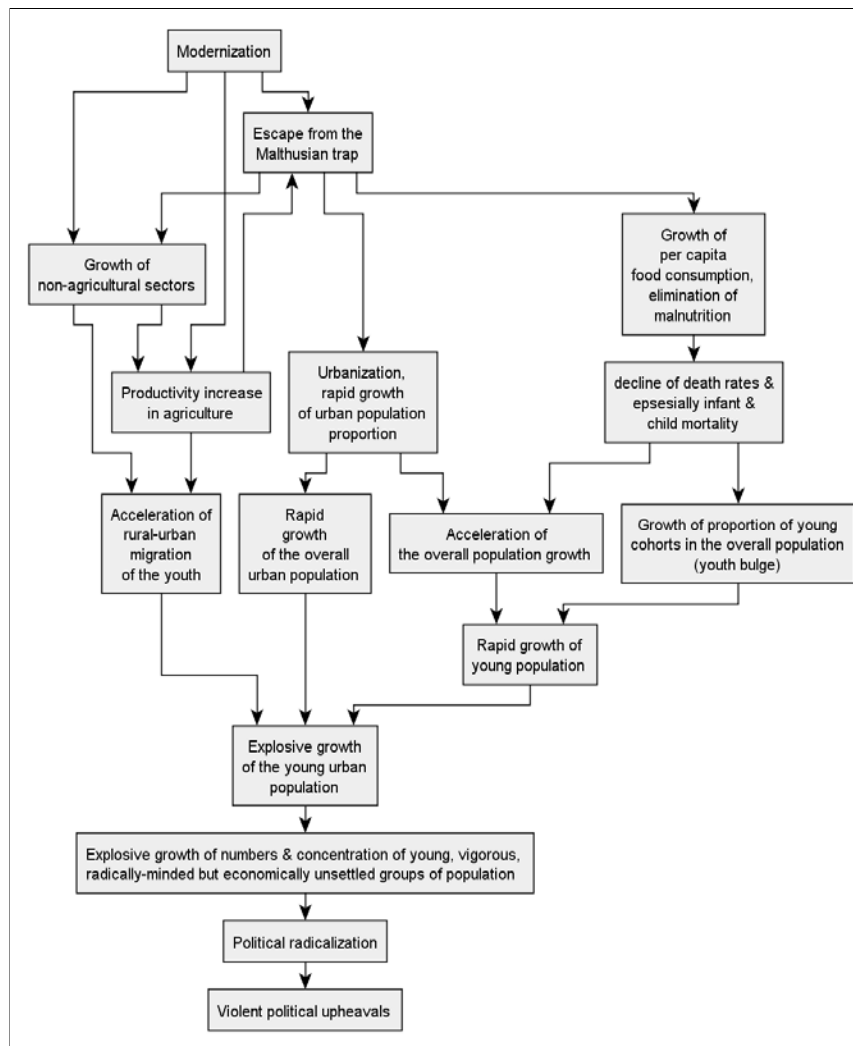 Modernization
Escape from the
Malthusian trap
Growth of
non-agricultural sectors
Growth of
per capita
food consumption,
elimination of
malnutrition
Productivity increase
in agriculture
Urbanization,
rapid growth
of urban population
proportion
decline of death rates &
epsesially infant &
child mortality
Acceleration of
rural-urban
migration
of the youth
Rapid
growth
of the overall
urban population
Acceleration of
the overall population growth
Growth of proportion of young
cohorts in the overall population
(youth bulge)
Rapid growth of
young population
Explosive growth
of the young urban
population
Explosive growth of numbers & concentration of young, vigorous,
radically-minded but economically unsettled groups of population
Political radicalization
Violent political upheavals